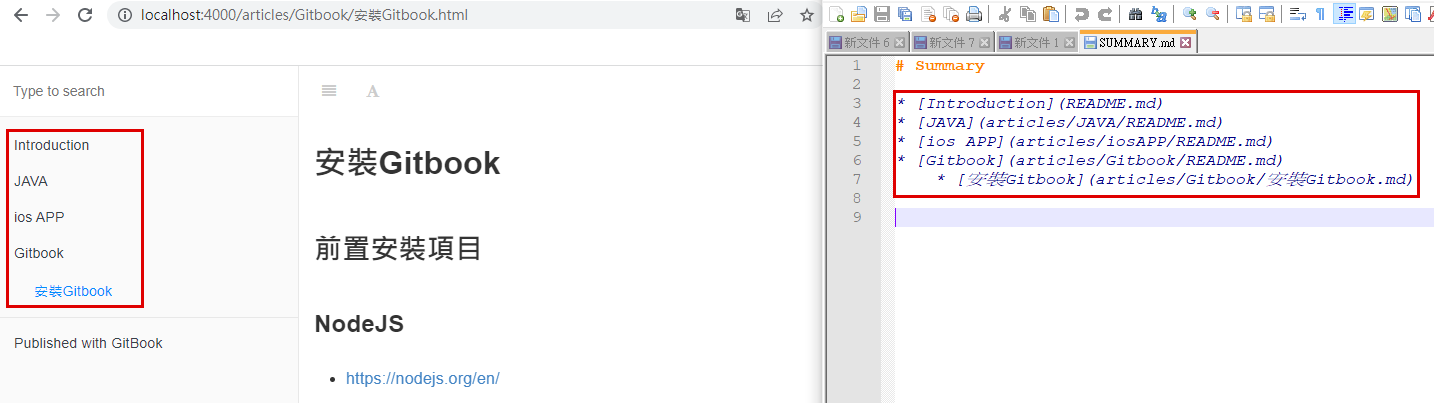 localhost:4000/articles/Gitbook/安裝Gitbook.html
Type to search
Introduction
JAVA
ios APP
Gitbook
安裝Gitbook
Published with GitBook
A
安裝Gitbook
前置安裝項目
NodeJS
https://nodejs.org/en/
新文件 6
新文件 7
新文件 1
SUMMARY.md
1 # Summary
2
3 * [Introduction](README.md)
4 * [JAVA](articles/JAVA/README.md)
5 * [ios APP](articles/iosAPP/README.md)
6 * [Gitbook](articles/Gitbook/README.md)
7 * [安裝Gitbook](articles/Gitbook/安裝Gitbook.md)
8
9